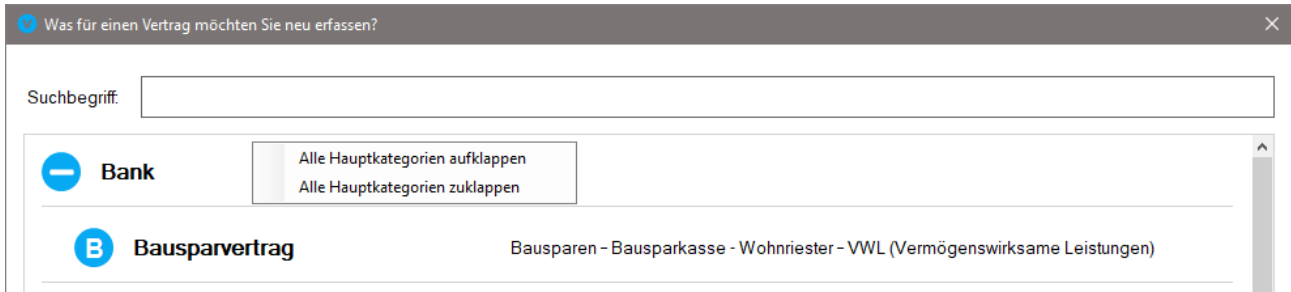 V Was für einen Vertrag möchten Sie neu erfassen?
Suchbegriff:
Bank
Alle Hauptkategorien aufklappen
Alle Hauptkategorien zuklappen
B Bausparvertrag Bausparen – Bausparkasse - Wohnriester – VWL (Vermögenswirksame Leistungen)